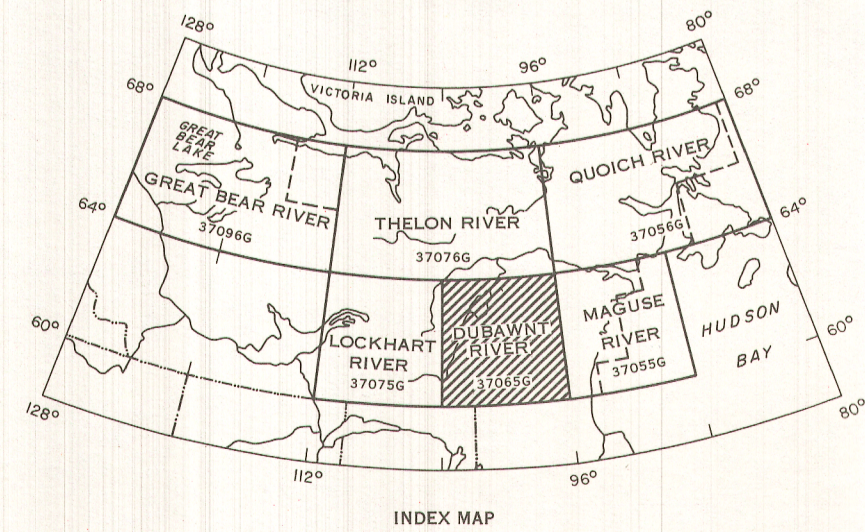 128°
80°
112°
96°
68°
VICTORIA ISLAND
68°
GREAT
BEAR
LAKE
QUOICH RIVER
GREAT BEAR RIVER
64°
THELON RIVER
64°
37096G
37056G
37076G
MAGUSE
RIVER
HUDSON
BAY
60°
DUBAWNT
RIVER
60°
LOCKHART
RIVER
37075G
37065G
37055G
128°
80°
112°
96°
INDEX MAP